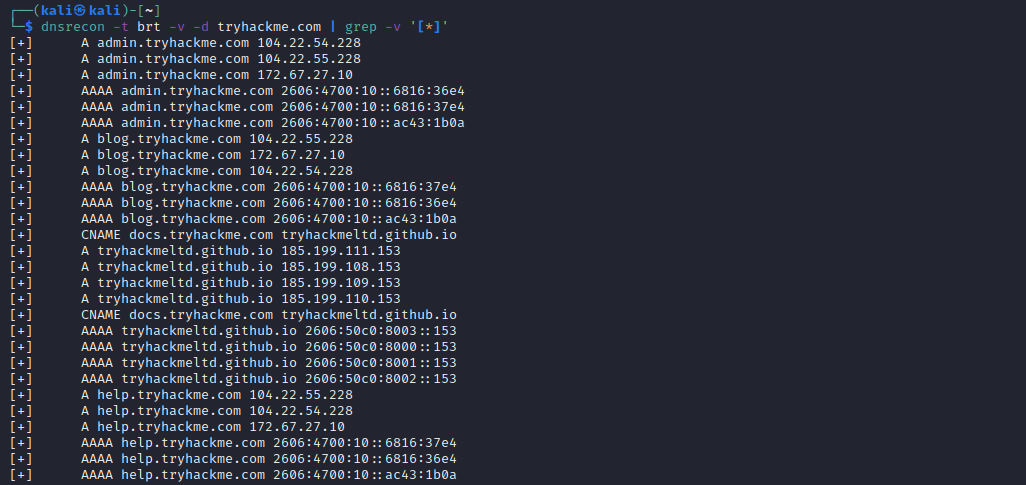 ┌──(kali㉿kali)-[~]
└─$ dnsrecon -t brt -v -d tryhackme.com | grep -v '[*]'
[+]      A admin.tryhackme.com 104.22.54.228
[+]      A admin.tryhackme.com 104.22.55.228
[+]      A admin.tryhackme.com 172.67.27.10
[+]      AAAA admin.tryhackme.com 2606:4700:10::6816:36e4
[+]      AAAA admin.tryhackme.com 2606:4700:10::6816:37e4
[+]      AAAA admin.tryhackme.com 2606:4700:10::ac43:1b0a
[+]      A blog.tryhackme.com 104.22.55.228
[+]      A blog.tryhackme.com 172.67.27.10
[+]      A blog.tryhackme.com 104.22.54.228
[+]      AAAA blog.tryhackme.com 2606:4700:10::6816:37e4
[+]      AAAA blog.tryhackme.com 2606:4700:10::6816:36e4
[+]      AAAA blog.tryhackme.com 2606:4700:10::ac43:1b0a
[+]      CNAME docs.tryhackme.com tryhackmeltd.github.io
[+]      A tryhackmeltd.github.io 185.199.111.153
[+]      A tryhackmeltd.github.io 185.199.108.153
[+]      A tryhackmeltd.github.io 185.199.109.153
[+]      A tryhackmeltd.github.io 185.199.110.153
[+]      CNAME docs.tryhackme.com tryhackmeltd.github.io
[+]      AAAA tryhackmeltd.github.io 2606:50c0:8003::153
[+]      AAAA tryhackmeltd.github.io 2606:50c0:8000::153
[+]      AAAA tryhackmeltd.github.io 2606:50c0:8001::153
[+]      AAAA tryhackmeltd.github.io 2606:50c0:8002::153
[+]      A help.tryhackme.com 104.22.55.228
[+]      A help.tryhackme.com 104.22.54.228
[+]      A help.tryhackme.com 172.67.27.10
[+]      AAAA help.tryhackme.com 2606:4700:10::6816:37e4
[+]      AAAA help.tryhackme.com 2606:4700:10::6816:36e4
[+]      AAAA help.tryhackme.com 2606:4700:10::ac43:1b0a